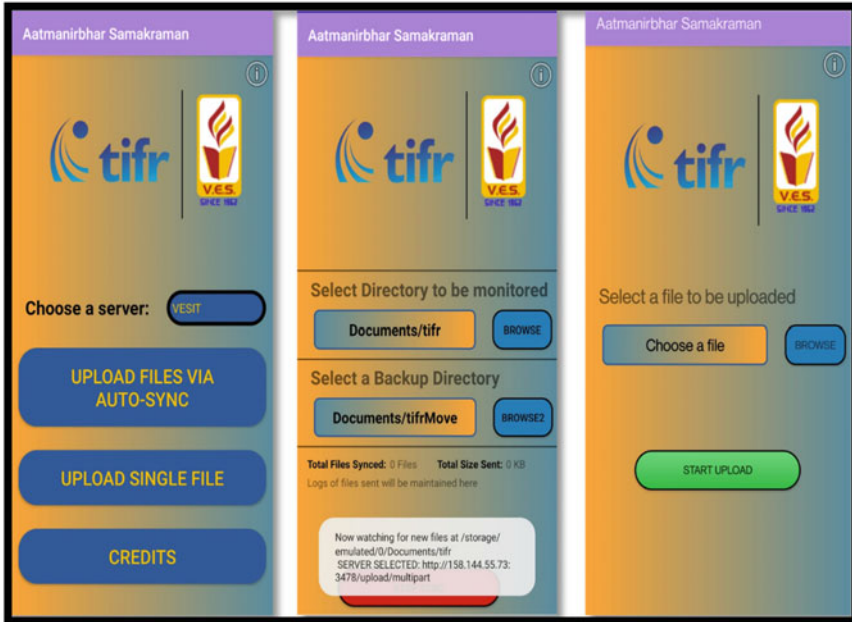 Aatmanirbhar Samakraman
tifr
V.E.S.
SINCE 1962
Choose a server:
VESIT
UPLOAD FILES VIA
AUTO-SYNC
UPLOAD SINGLE FILE
CREDITS
Aatmanirbhar Samakraman
tifr
V.E.S.
SINCE 1962
Select Directory to be monitored
Documents/tifr
BROWSE
Select a Backup Directory
Documents/tifrMove
BROWSE2
Total Files Synced: 0 Files Total Size Sent: 0 KB
Logs of files sent will be maintained here
Now watching for new files at /storage/
emulated/0/Documents/tifr
SERVER SELECTED: http://158.144.55.73:
3478/upload/multipart
Aatmanirbhar Samakraman
tifr
V.E.S.
SINCE 1962
Select a file to be uploaded
Choose a file
BROWSE
START UPLOAD